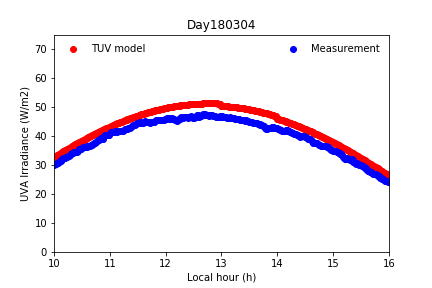 Day180304
TUV model
Measurement
UVA Irradiance (W/m2)
70
60
50
40
30
20
10
0
10 11 12 13 14 15 16
Local hour (h)